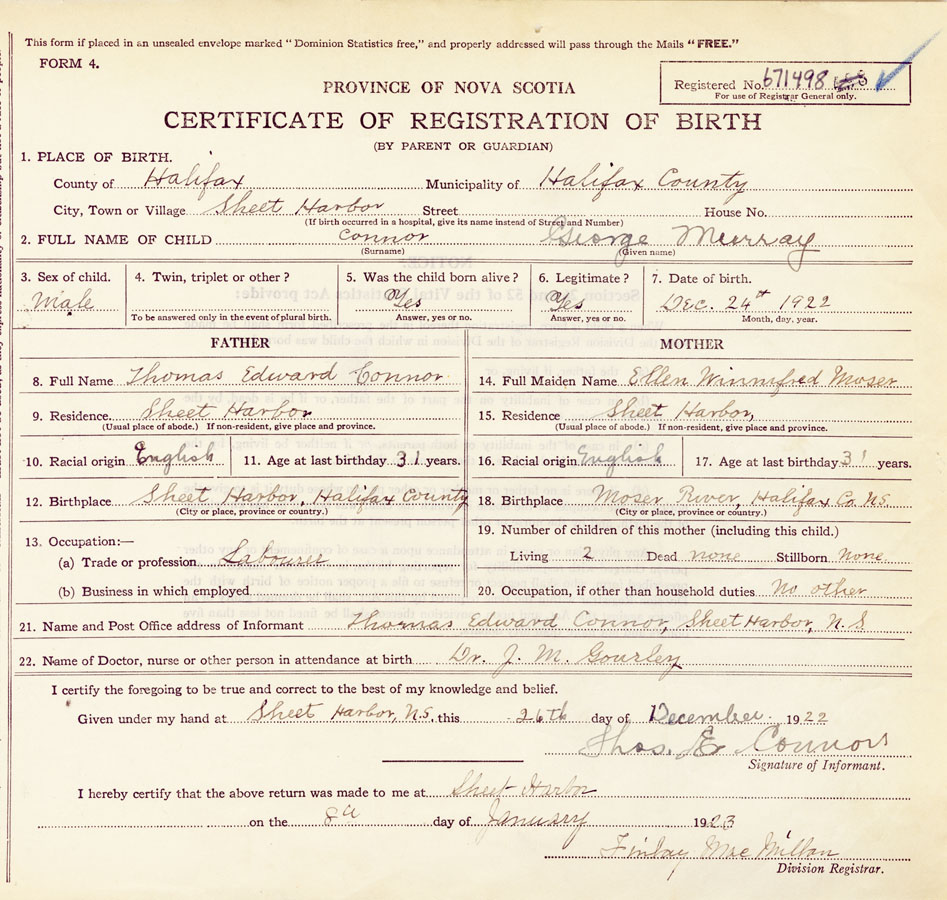 This form if placed in an unsealed envelope marked "Dominion Statistics free," and properly addressed will pass through the Mails "FREE."
FORM 4.
Registered No. 671498
For use of Registrar General only.
PROVINCE OF NOVA SCOTIA
CERTIFICATE OF REGISTRATION OF BIRTH
(BY PARENT OR GUARDIAN)
1. PLACE OF BIRTH.
County of Halifax Municipality of Halifax County
City, Town or Village Sheet Harbor Street House No.
(If birth occurred in a hospital, give its name instead of Street and Number)
2. FULL NAME OF CHILD Connor George Murray
(Surname) (Given name)
3. Sex of child. 4. Twin, triplet or other? 5. Was the child born alive? 6. Legitimate? 7. Date of birth.
Male Yes Yes Dec. 24th 1922
To be answered only in the event of plural birth. Answer, yes or no. Answer, yes or no. Month, day, year.
FATHER MOTHER
8. Full Name Thomas Edward Connor 14. Full Maiden Name Ellen Winnifred Moser
9. Residence. Sheet Harbor 15. Residence Sheet Harbor,
(Usual place of abode.) If non-resident, give place and province. (Usual place of abode.) If non-resident, give place and province.
10. Racial origin English 11. Age at last birthday 31 years. 16. Racial origin English 17. Age at last birthday 31 years.
12. Birthplace Sheet Harbor, Halifax County 18. Birthplace Moser River, Halifax Co. N.S.
(City or place, province or country.) (City or place, province or country.)
13. Occupation:— 19. Number of children of this mother (including this child.)
(a) Trade or profession Labourer Living 2 Dead none Stillborn None
(b) Business in which employed 20. Occupation, if other than household duties No other
21. Name and Post Office address of Informant Thomas Edward Connor, Sheet Harbor, N.S
22. Name of Doctor, nurse or other person in attendance at birth Dr. J. M. Gourley
I certify the foregoing to be true and correct to the best of my knowledge and belief.
Given under my hand at Sheet Harbor, N.S. this 26th day of December 1922
Thos. E Connor
Signature of Informant.
I hereby certify that the above return was made to me at Sheet Harbor
on the 8th day of January 1923
Finlay MacMillan
Division Registrar.